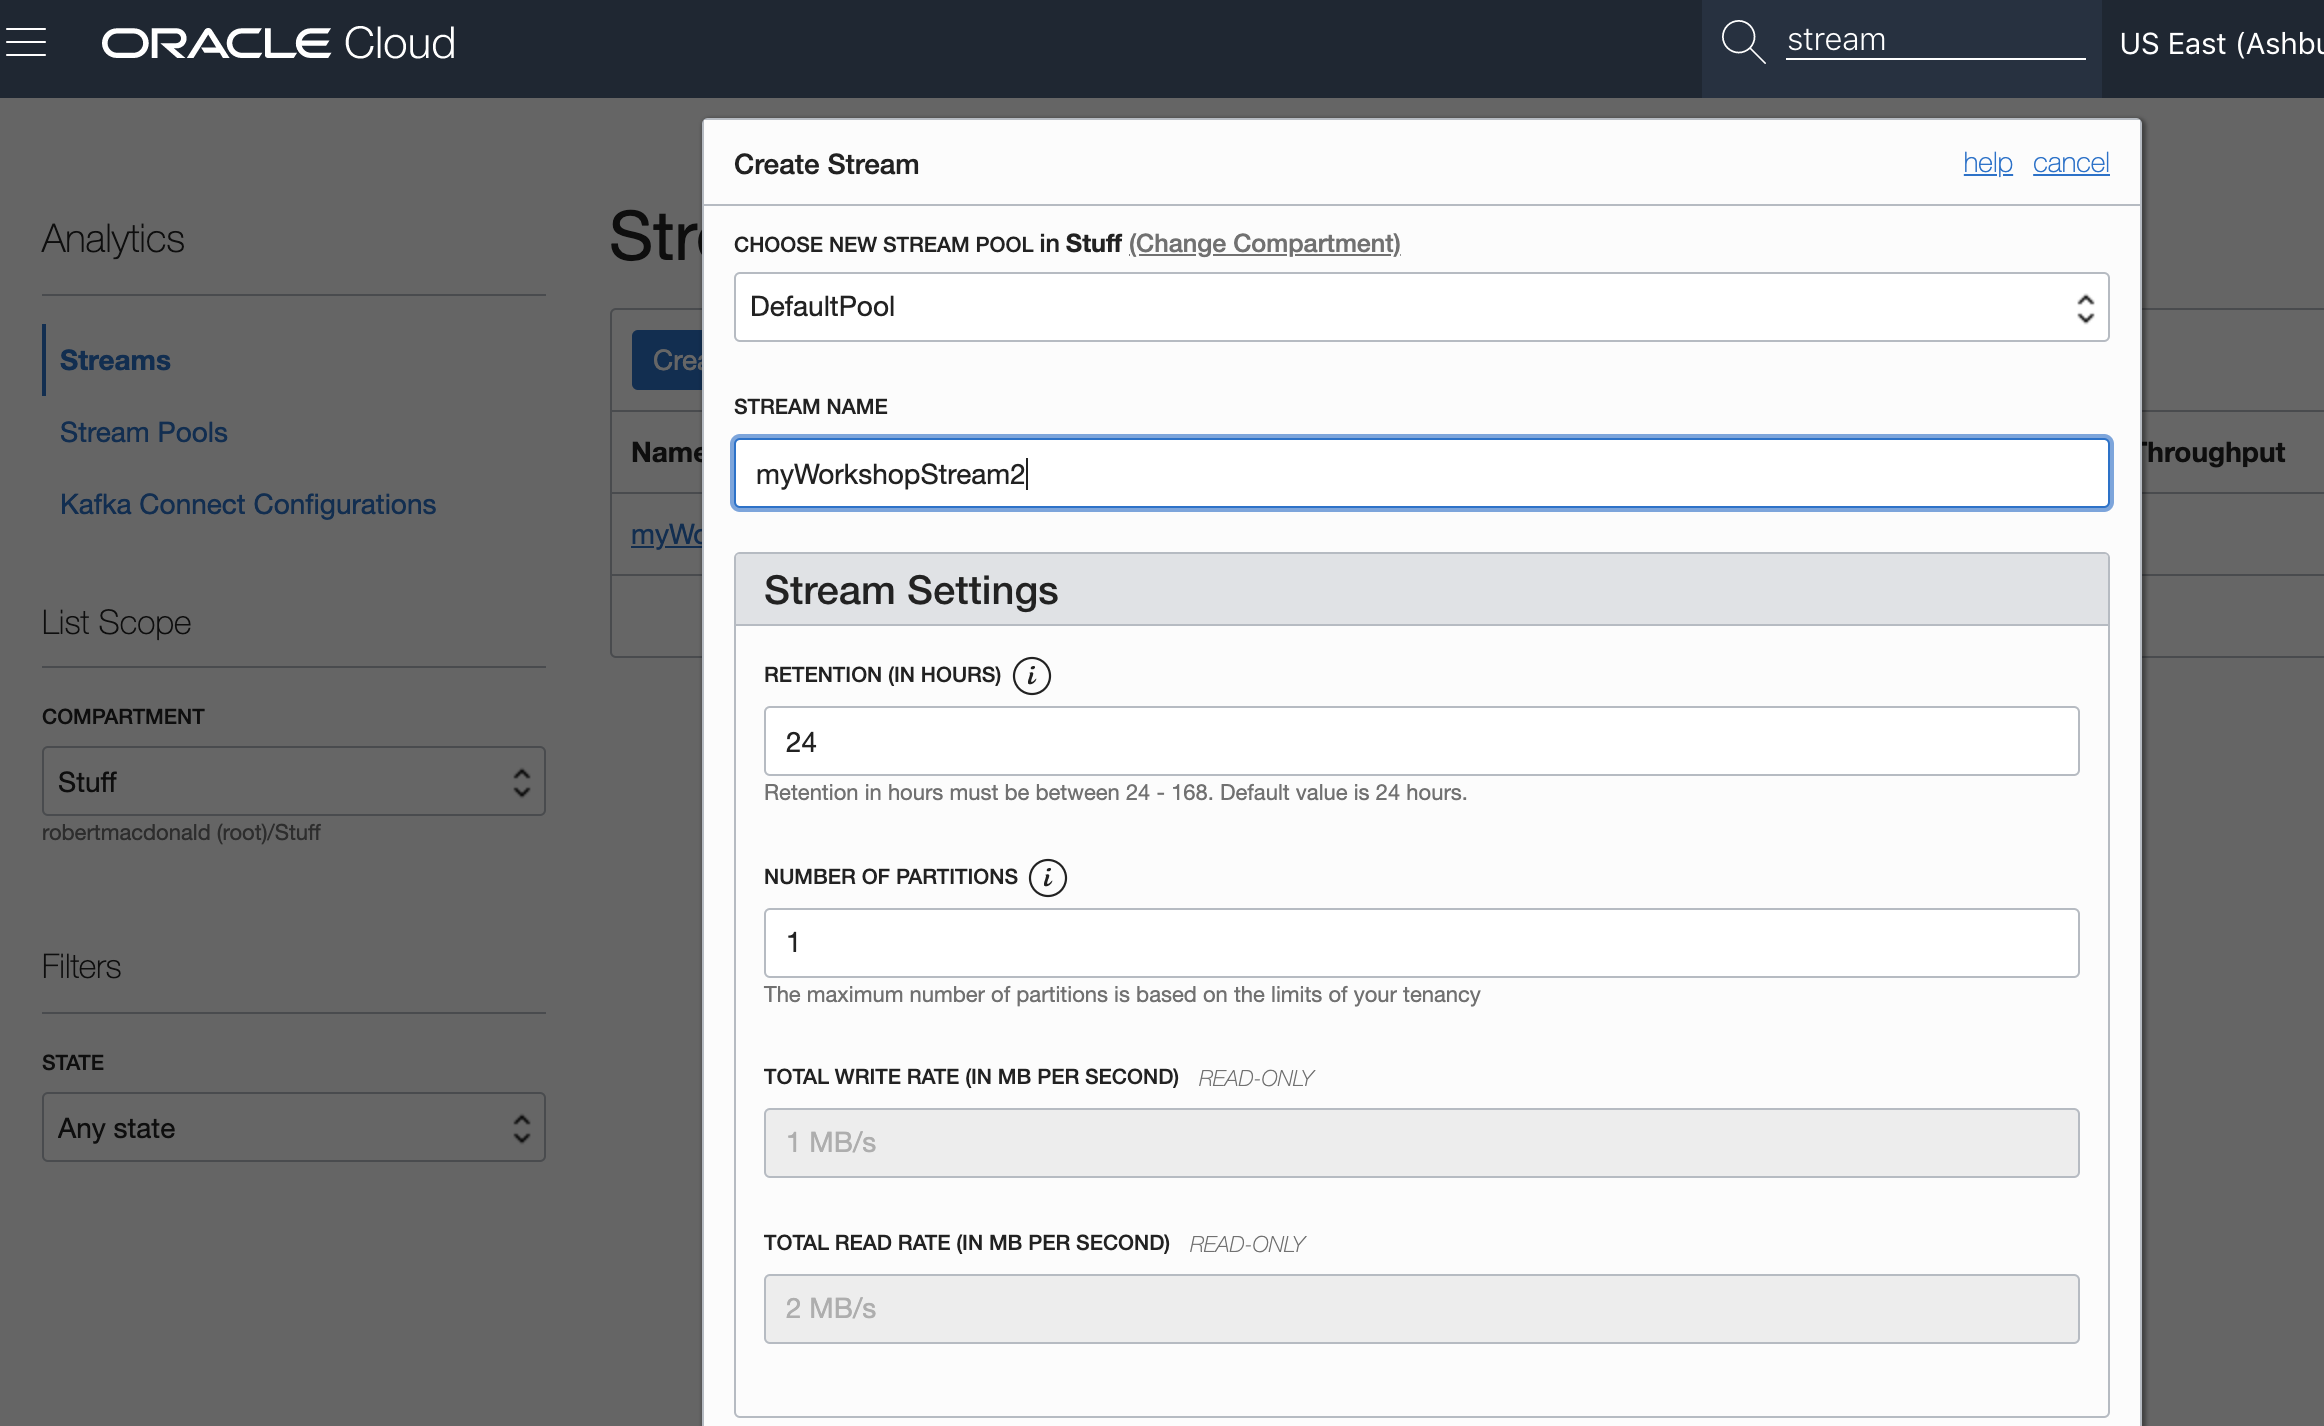 ORACLE Cloud
stream
US East
Create Stream
help cancel
Analytics
CHOOSE NEW STREAM POOL in Stuff (Change Compartment)
DefaultPool
Streams
Stream Pools
Kafka Connect Configurations
STREAM NAME
myWorkshopStream2
Name
Throughput
Stream Settings
List Scope
RETENTION (IN HOURS) i
24
Retention in hours must be between 24 - 168. Default value is 24 hours.
COMPARTMENT
Stuff
robertmacdonald (root)/Stuff
NUMBER OF PARTITIONS i
1
The maximum number of partitions is based on the limits of your tenancy
Filters
STATE
Any state
TOTAL WRITE RATE (IN MB PER SECOND) READ-ONLY
1 MB/s
TOTAL READ RATE (IN MB PER SECOND) READ-ONLY
2 MB/s